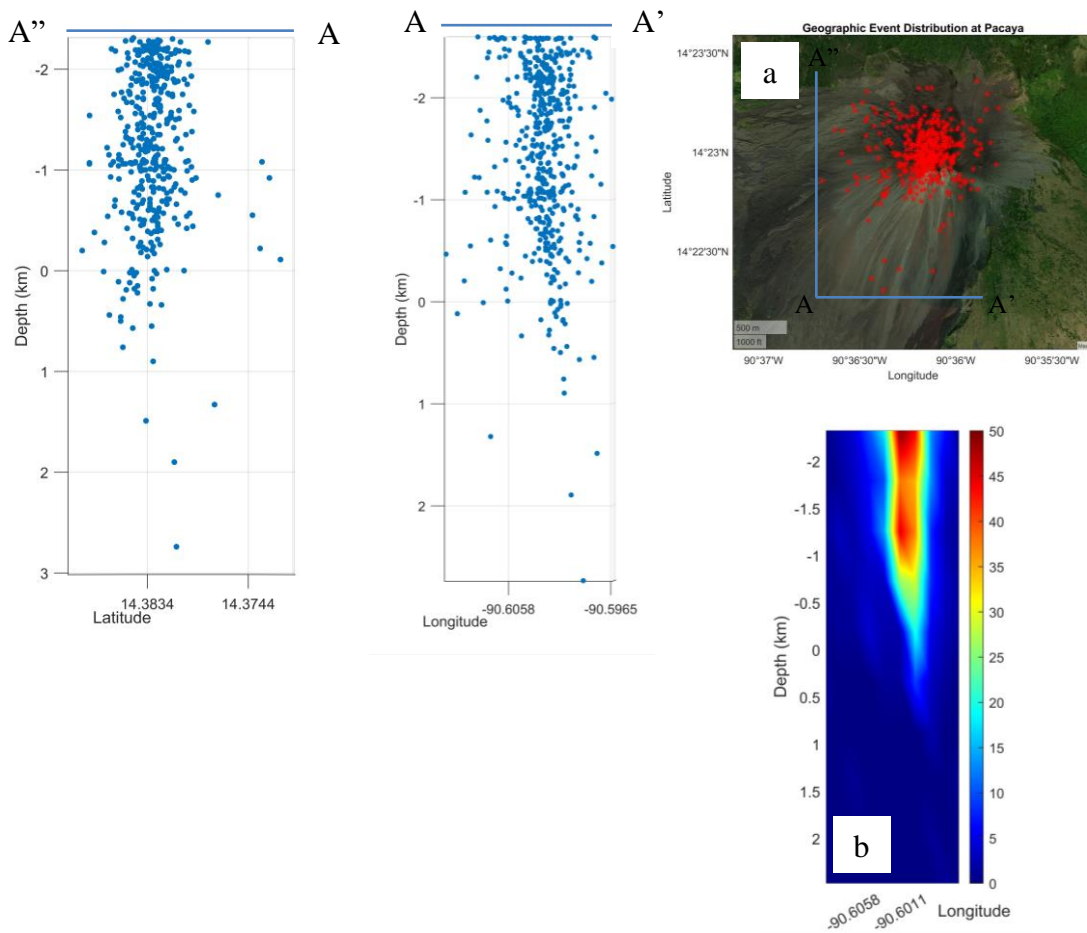 A” A
-2
-1
0
1
2
3
Depth (km)
14.3834 14.3744
Latitude
A A’
-2
-1
0
1
2
Depth (km)
-90.6058 -90.5965
Longitude
Geographic Event Distribution at Pacaya
a
A”
A A’
14°23'30"N
14°23'N
14°22'30"N
Latitude
500 m
1000 ft
90°37'W 90°36'30"W 90°36'W 90°35'30"W
Longitude
-2
-1.5
-1
-0.5
0
0.5
1
1.5
2
Depth (km)
b
-90.6058 -90.6011
Longitude
50
45
40
35
30
25
20
15
10
5
0